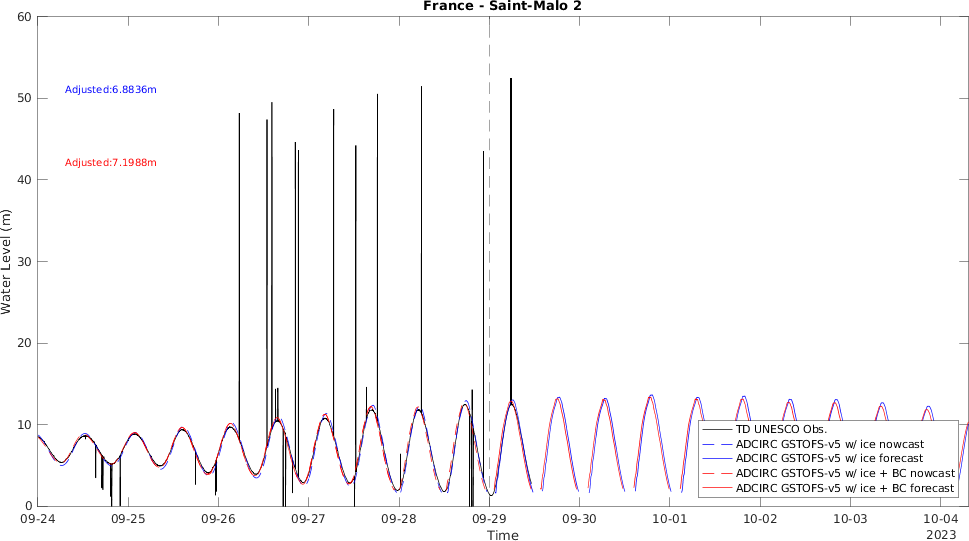 France - Saint-Malo 2
60
50
40
30
20
10
0
Water Level (m)
Adjusted:6.8836m
Adjusted:7.1988m
TD UNESCO Obs.
ADCIRC GSTOFS-v5 w/ ice nowcast
ADCIRC GSTOFS-v5 w/ ice forecast
ADCIRC GSTOFS-v5 w/ ice + BC nowcast
ADCIRC GSTOFS-v5 w/ ice + BC forecast
09-24 09-25 09-26 09-27 09-28 09-29 09-30 10-01 10-02 10-03 10-04
Time
2023